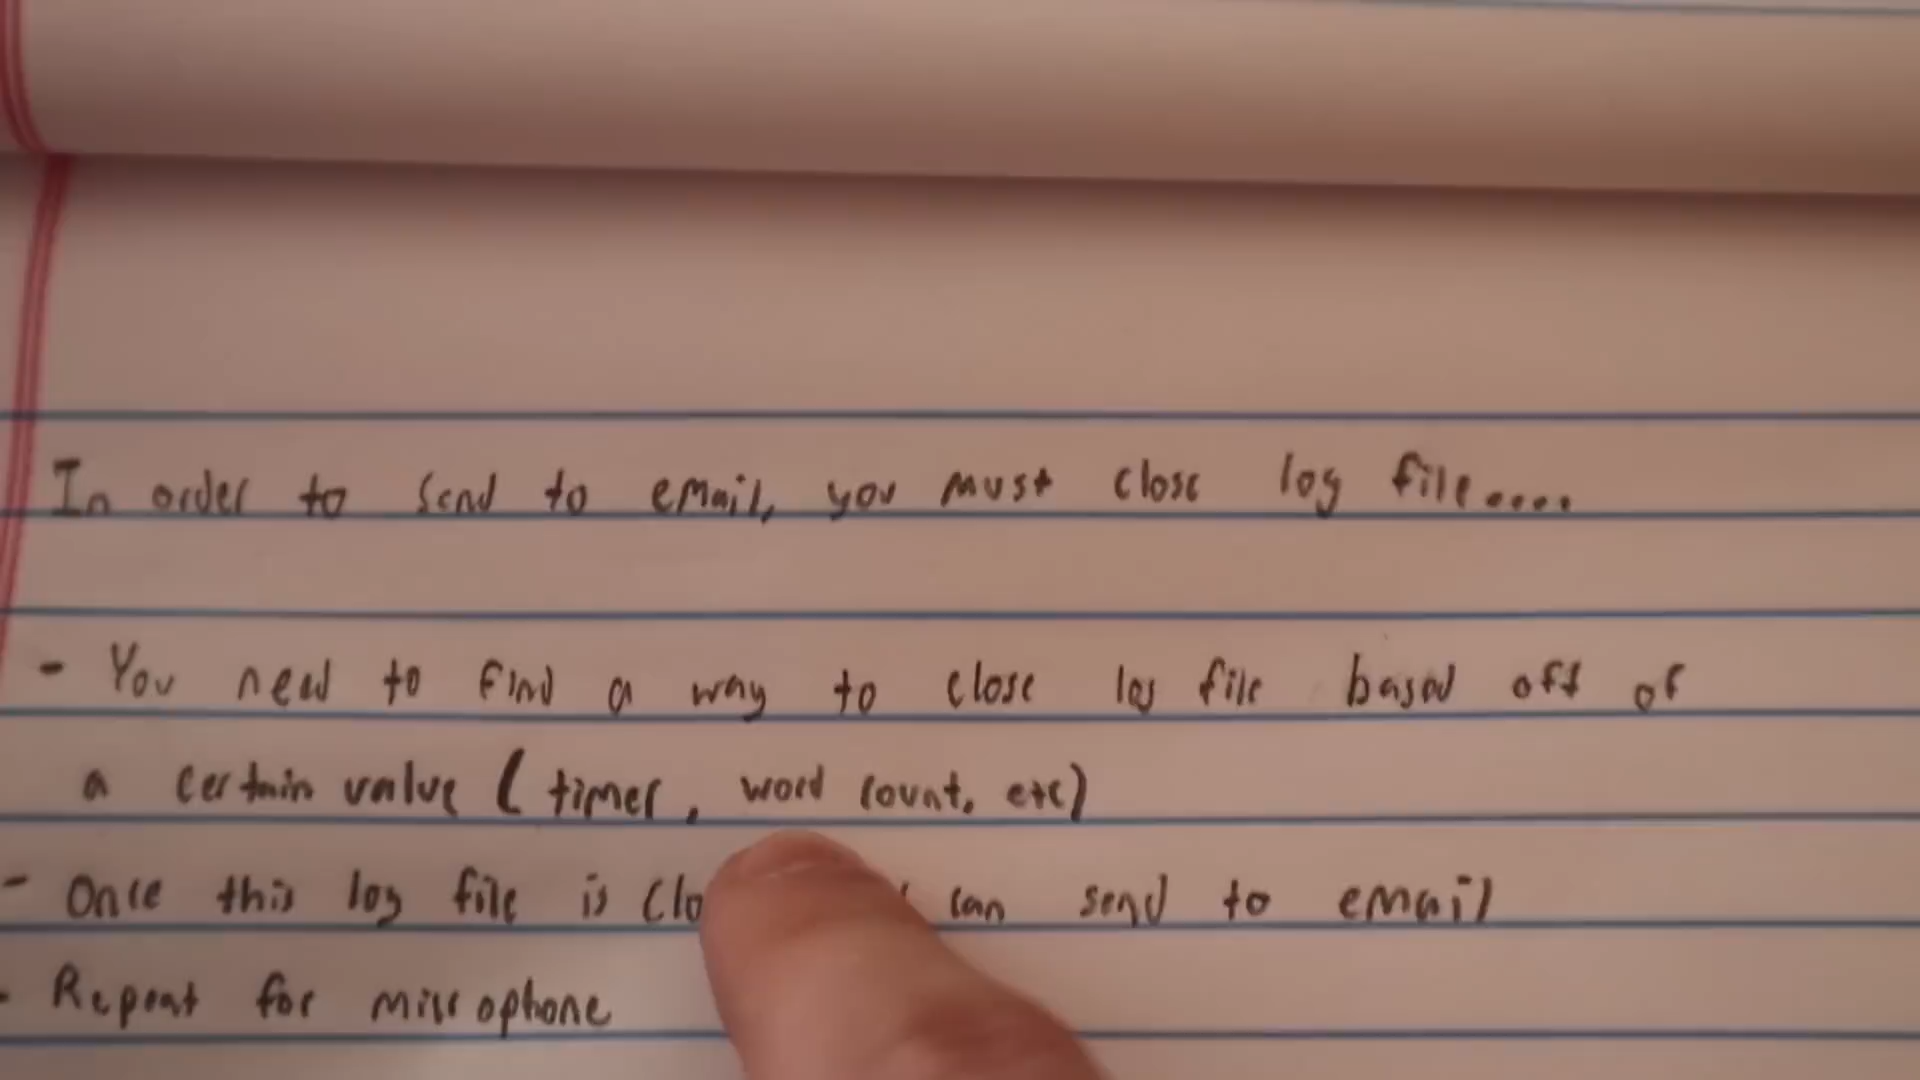 In order to send to email, you must close log file....
- You need to find a way to close log file based off of
a certain value (timer, word count, etc)
- Once this log file is clo can send to email
- Repeat for microphone